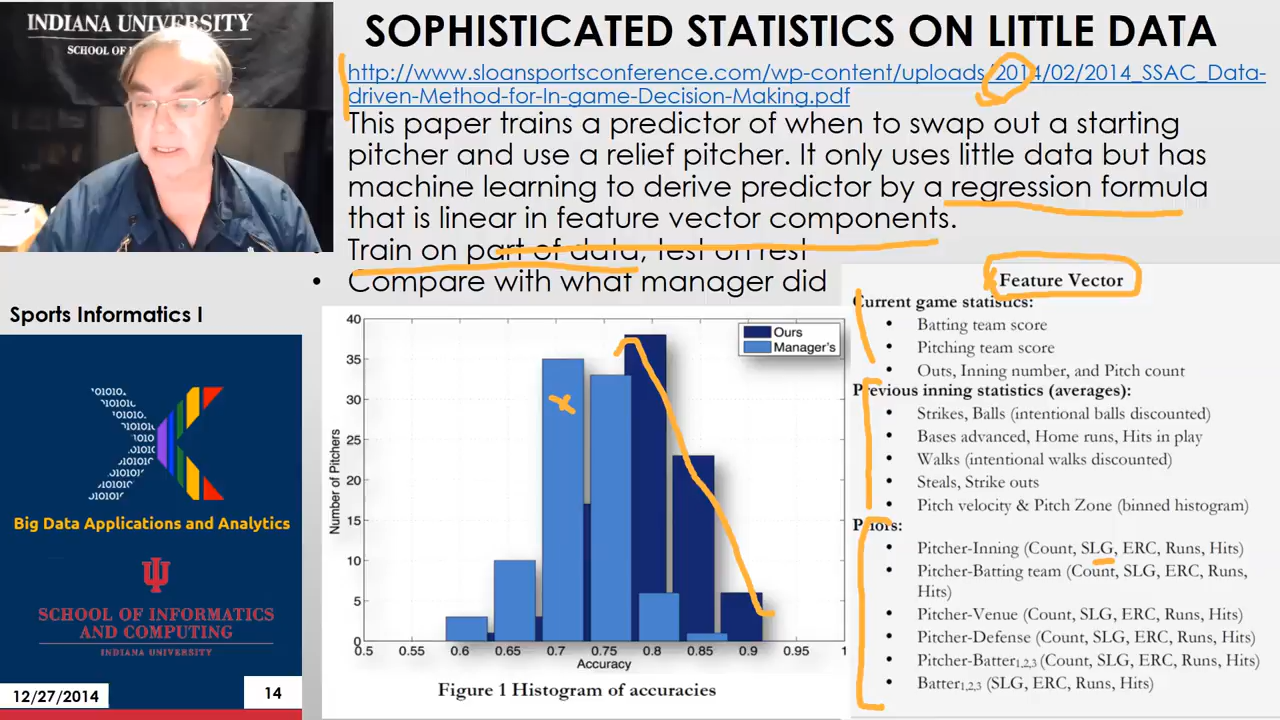 INDIANA UNIVERSITY
SCHOOL OF
SOPHISTICATED STATISTICS ON LITTLE DATA
http://www.sloansportsconference.com/wp-content/uploads/2014/02/2014_SSAC_Data-
driven-Method-for-In-game-Decision-Making.pdf
This paper trains a predictor of when to swap out a starting
pitcher and use a relief pitcher. It only uses little data but has
machine learning to derive predictor by a regression formula
that is linear in feature vector components.
• Train on part of data, test on rest
• Compare with what manager did
Sports Informatics I
Big Data Applications and Analytics
SCHOOL OF INFORMATICS
AND COMPUTING
INDIANA UNIVERSITY
12/27/2014
14
Ours
Manager's
40
35
30
25
20
15
10
5
0
Number of Pitchers
0.5 0.55 0.6 0.65 0.7 0.75 0.8 0.85 0.9 0.95 1
Accuracy
Figure 1 Histogram of accuracies
Feature Vector
Current game statistics:
• Batting team score
• Pitching team score
• Outs, Inning number, and Pitch count
Previous inning statistics (averages):
• Strikes, Balls (intentional balls discounted)
• Bases advanced, Home runs, Hits in play
• Walks (intentional walks discounted)
• Steals, Strike outs
• Pitch velocity & Pitch Zone (binned histogram)
Priors:
• Pitcher-Inning (Count, SLG, ERC, Runs, Hits)
• Pitcher-Batting team (Count, SLG, ERC, Runs,
Hits)
• Pitcher-Venue (Count, SLG, ERC, Runs, Hits)
• Pitcher-Defense (Count, SLG, ERC, Runs, Hits)
• Pitcher-Batter1,2,3 (Count, SLG, ERC, Runs, Hits)
• Batter1,2,3 (SLG, ERC, Runs, Hits)